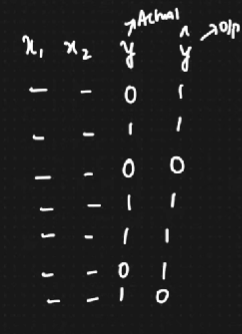 Actual
x₁ x₂ y ŷ → O/p
– – 0 1
– – 1 1
– – 0 0
– – 1 1
– – 1 1
– – 0 1
– – 1 0